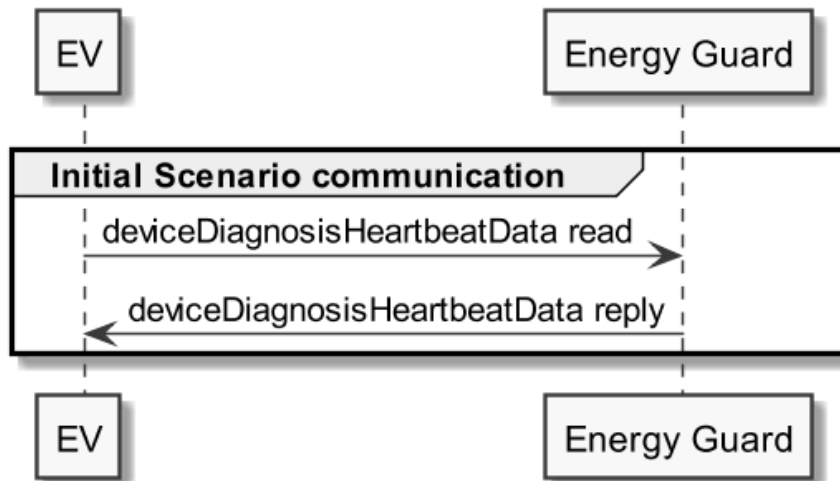 EV
Energy Guard
Initial Scenario communication
deviceDiagnosisHeartbeatData read
deviceDiagnosisHeartbeatData reply
EV
Energy Guard